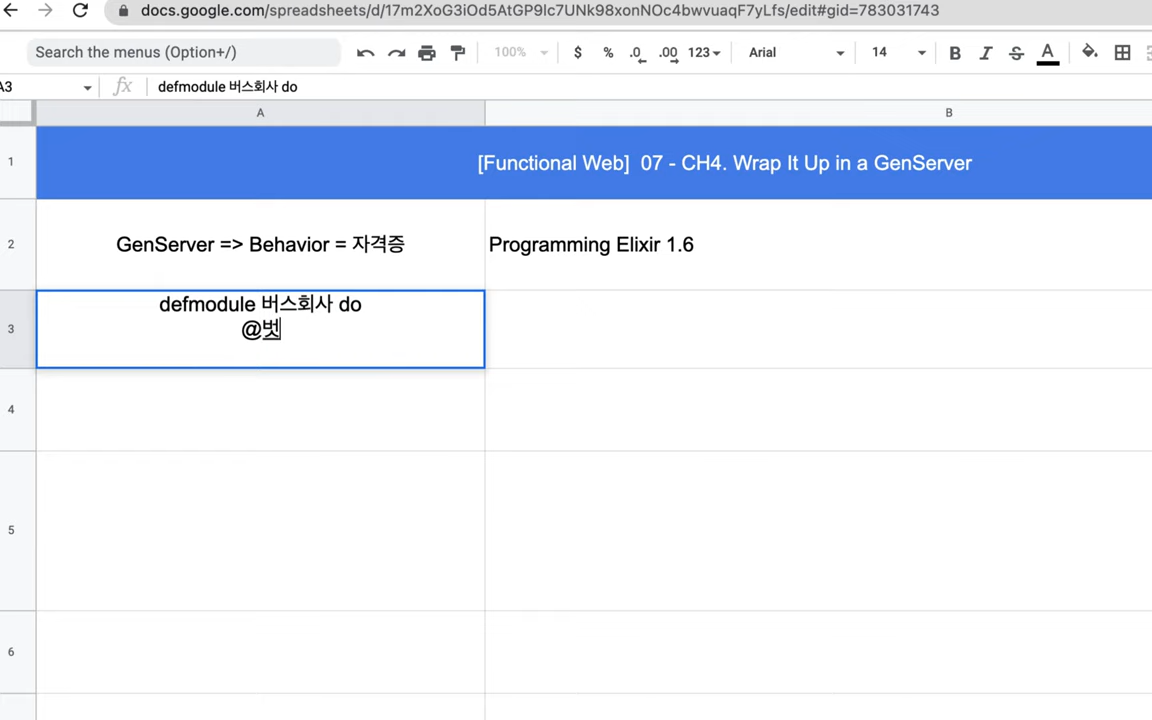 docs.google.com/spreadsheets/d/17m2XoG3iOd5AtGP9lc7UNk98xonNOc4bwvuaqF7yLfs/edit#gid=783031743
Search the menus (Option+/)
100%
$ % .0 .00 123
Arial
14
B I S A
A3
fx
defmodule 버스회사 do
A B
1 [Functional Web] 07 - CH4. Wrap It Up in a GenServer
2 GenServer => Behavior = 자격증 Programming Elixir 1.6
3 defmodule 버스회사 do
@벗
4
5
6